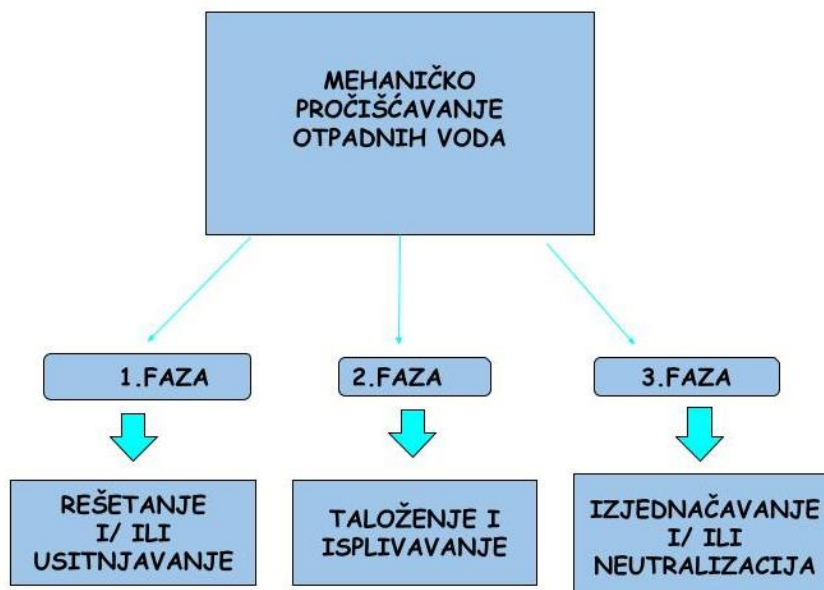 MEHANIČKO
PROČIŠĆAVANJE
OTPADNIH VODA
1.FAZA
2.FAZA
3.FAZA
REŠETANJE
I/ ILI
USITNJAVANJE
TALOŽENJE I
ISPLIVAVANJE
IZJEDNAČAVANJE
I/ ILI
NEUTRALIZACIJA